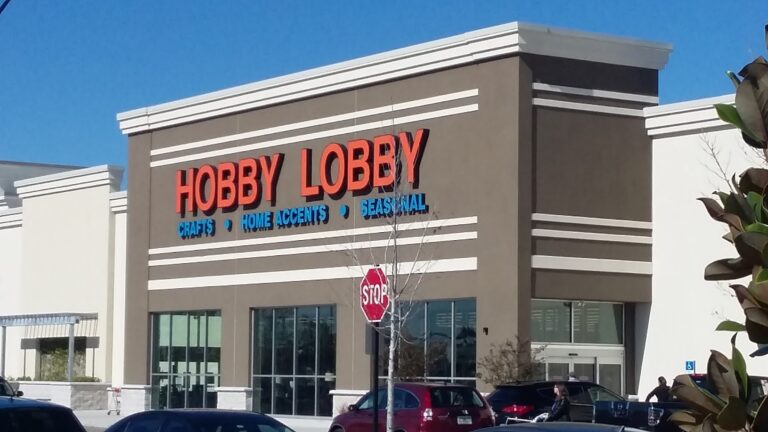 HOBBY LOBBY
CRAFTS • HOME ACCENTS • SEASONAL
STOP